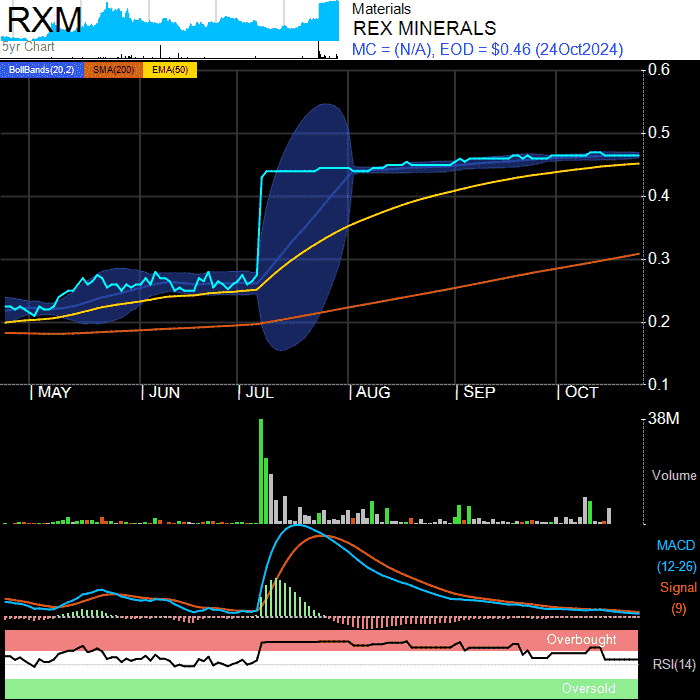 RXM
5yr Chart
Materials
REX MINERALS
MC = (N/A), EOD = $0.46 (24Oct2024)
BollBands(20,2) SMA(200) EMA(50)
0.6
0.5
0.4
0.3
0.2
0.1
MAY JUN JUL AUG SEP OCT
38M
Volume
MACD
(12-26)
Signal
(9)
Overbought
RSI(14)
Oversold